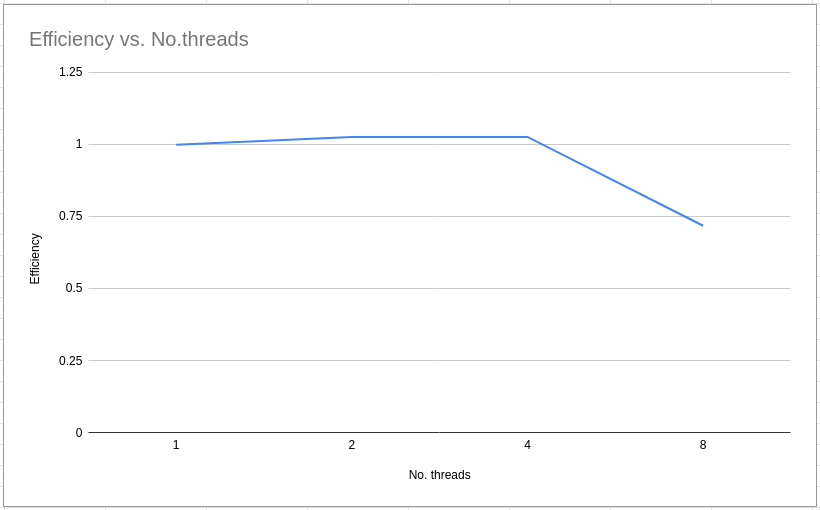 Efficiency vs. No.threads
1.25
1
0.75
0.5
0.25
0
Efficiency
1 2 4 8
No. threads